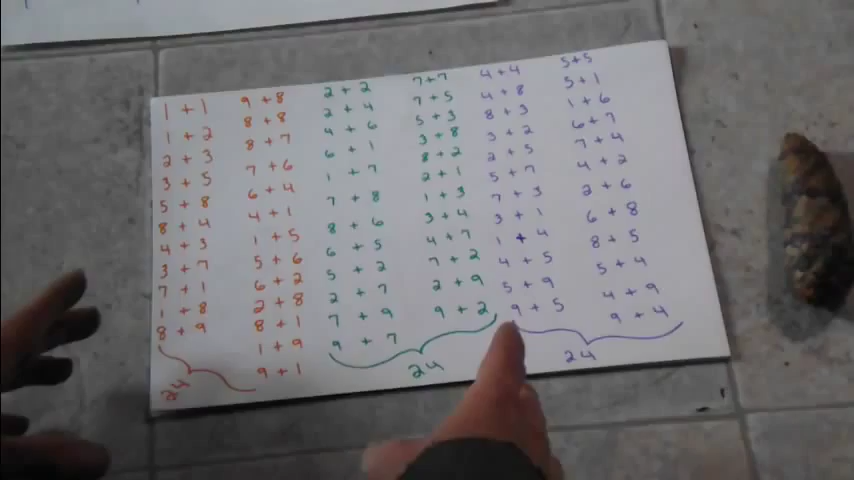 1 + 1
1 + 2
2 + 3
3 + 5
5 + 8
8 + 4
4 + 3
3 + 7
7 + 1
1 + 8
8 + 9
24
9 + 8
8 + 8
8 + 7
7 + 6
6 + 4
4 + 1
1 + 5
5 + 6
6 + 2
2 + 8
8 + 1
1 + 9
9 + 1
2 + 2
2 + 4
4 + 6
6 + 1
1 + 7
7 + 8
8 + 6
6 + 5
5 + 2
2 + 7
7 + 9
9 + 7
24
7+7
7 + 5
5 + 3
3 + 8
8 + 2
2 + 1
1 + 3
3 + 4
4 + 7
7 + 2
2 + 9
9 + 2
4 + 4
4 + 8
8 + 3
3 + 2
2 + 5
5 + 7
7 + 3
3 + 1
1 + 4
4 + 5
5 + 9
9 + 5
24
5+5
5 + 1
1 + 6
6 + 7
7 + 4
4 + 2
2 + 6
6 + 8
8 + 5
5 + 4
4 + 9
9 + 4